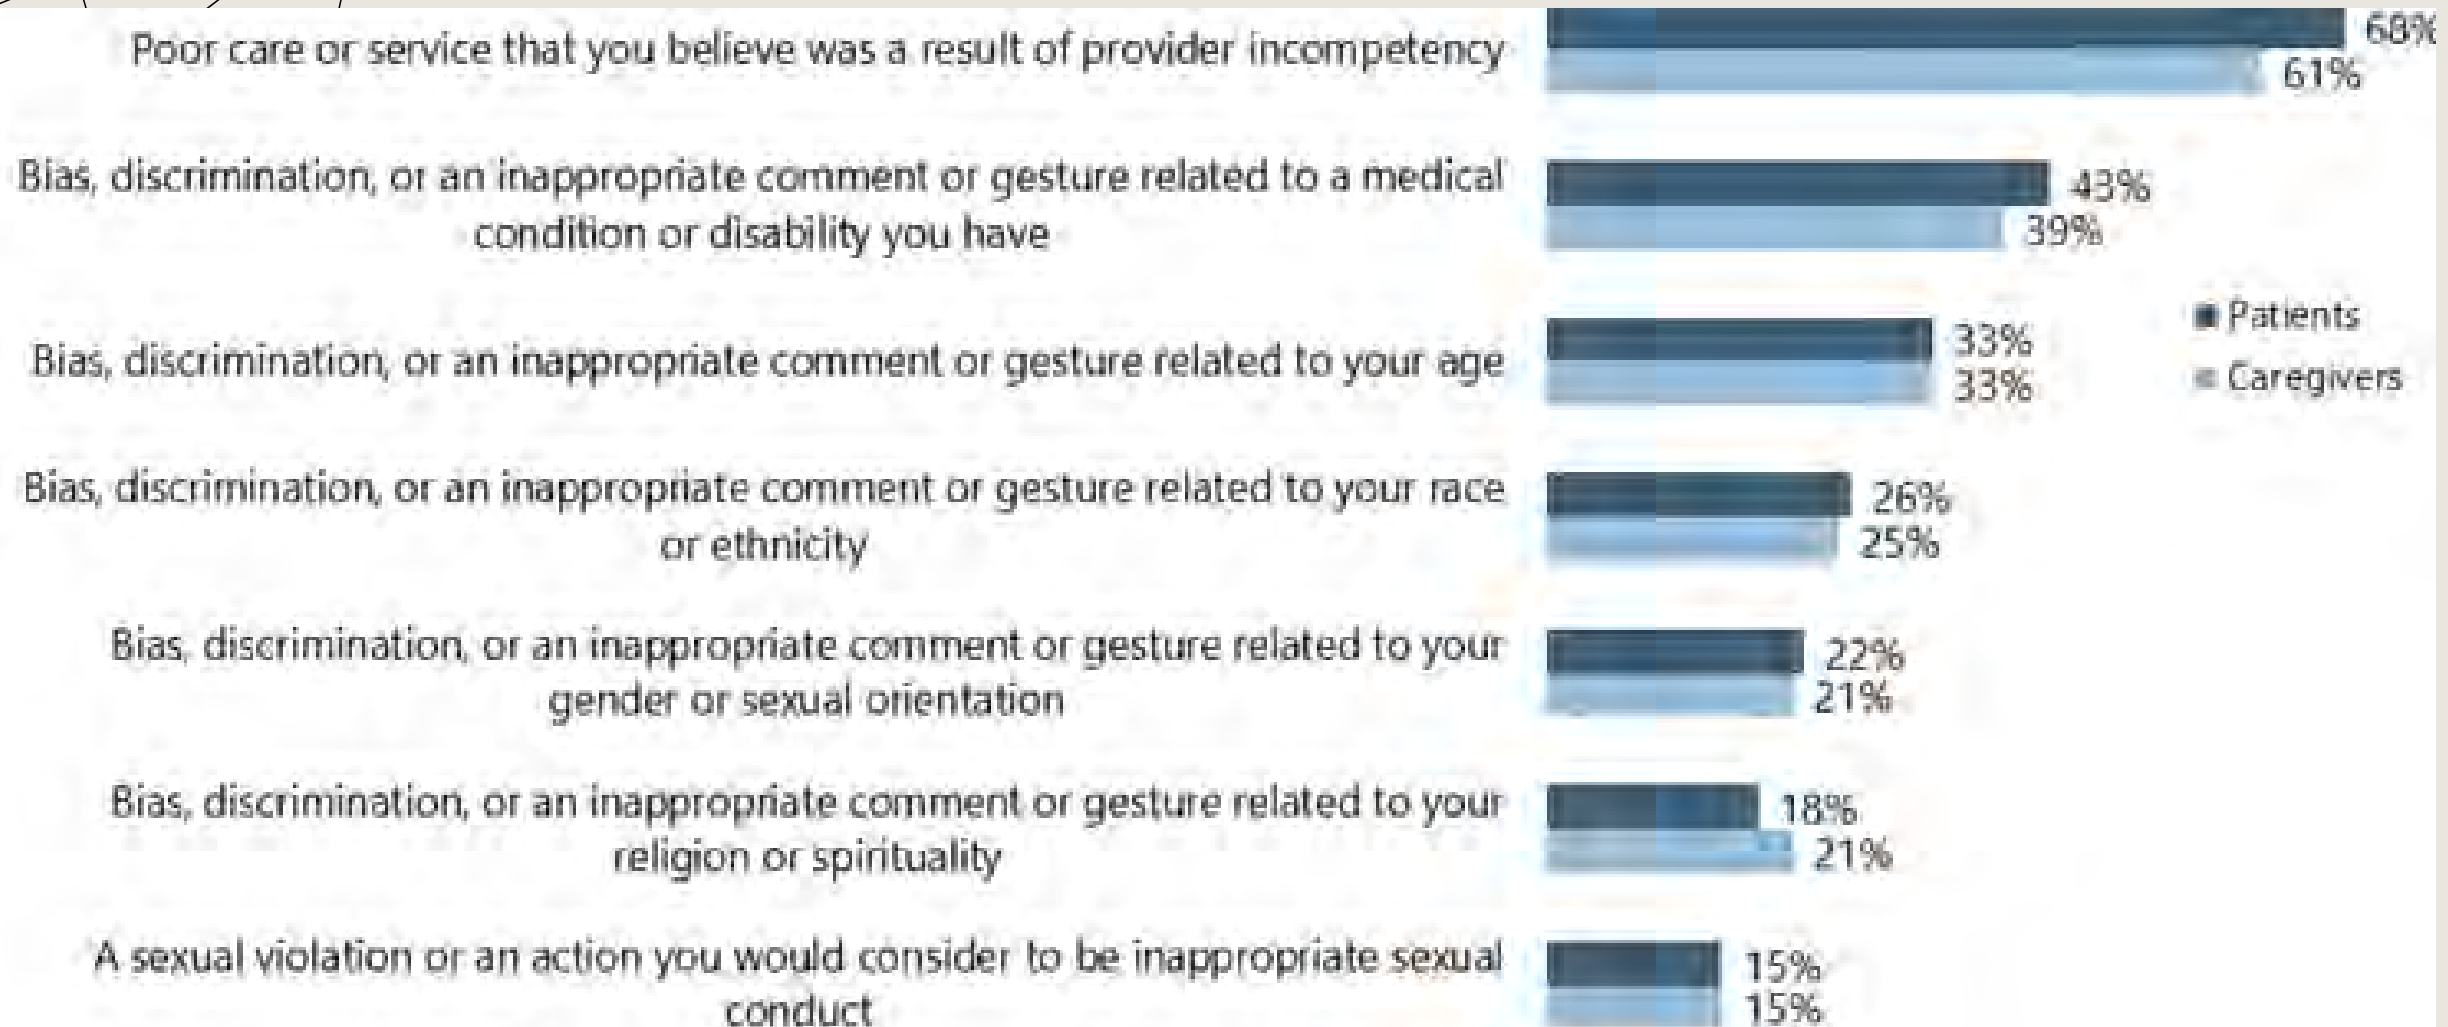 Poor care or service that you believe was a result of provider incompetency
68%
61%
Bias, discrimination, or an inappropriate comment or gesture related to a medical
condition or disability you have
43%
39%
Bias, discrimination, or an inappropriate comment or gesture related to your age
33%
33%
Patients
Caregivers
Bias, discrimination, or an inappropriate comment or gesture related to your race
or ethnicity
26%
25%
Bias, discrimination, or an inappropriate comment or gesture related to your
gender or sexual orientation
22%
21%
Bias, discrimination, or an inappropriate comment or gesture related to your
religion or spirituality
18%
21%
A sexual violation or an action you would consider to be inappropriate sexual
conduct
15%
15%